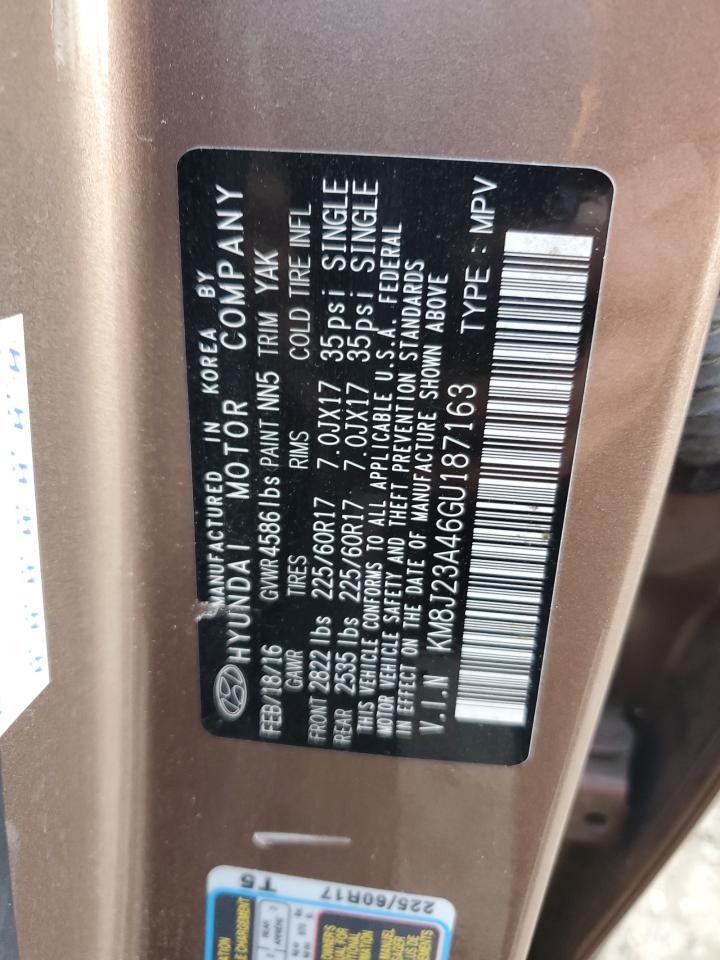 MANUFACTURED IN KOREA BY
HYUNDAI MOTOR COMPANY
FEB/18/16 GVWR 4586 lbs PAINT NN5 TRIM YAK
GAWR TIRES RIMS COLD TIRE INFL
FRONT 2822 lbs 225/60R17 7.0JX17 35psi SINGLE
REAR 2535 lbs 225/60R17 7.0JX17 35psi SINGLE
THIS VEHICLE CONFORMS TO ALL APPLICABLE U.S.A. FEDERAL
MOTOR VEHICLE SAFETY AND THEFT PREVENTION STANDARDS
IN EFFECT ON THE DATE OF MANUFACTURE SHOWN ABOVE
V.I.N KM8J23A46GU187163 TYPE : MPV
T5
225/60R17